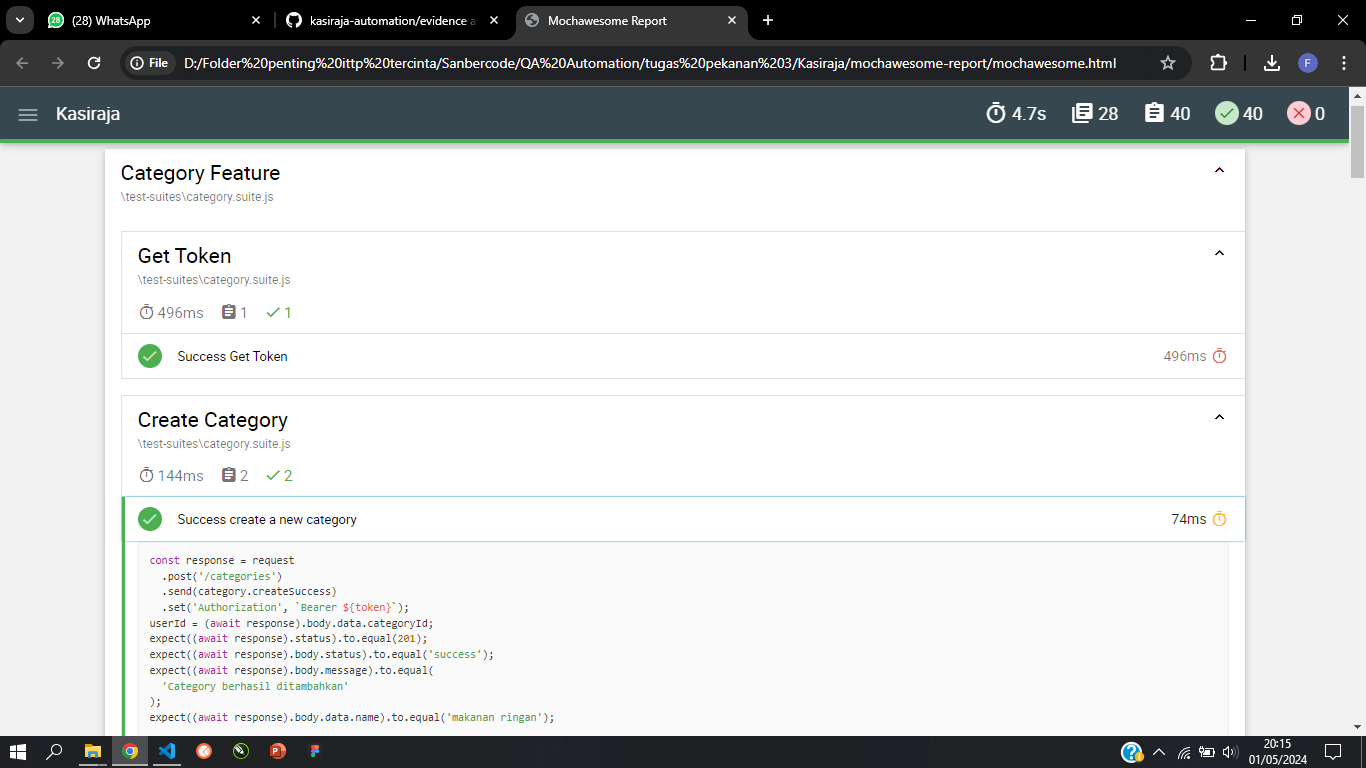 (28) WhatsApp
kasiraja-automation/evidence a
Mochawesome Report
File
D:/Folder%20penting%20ittp%20tercinta/Sanbercode/QA%20Automation/tugas%20pekanan%203/Kasiraja/mochawesome-report/mochawesome.html
F
Kasiraja
4.7s
28
40
40
0
Category Feature
\test-suites\category.suite.js
Get Token
\test-suites\category.suite.js
496ms 1 1
Success Get Token
496ms
Create Category
\test-suites\category.suite.js
144ms 2 2
Success create a new category
74ms
const response = request
.post('/categories')
.send(category.createSuccess)
.set('Authorization', `Bearer ${token}`);
userId = (await response).body.data.categoryId;
expect((await response).status).to.equal(201);
expect((await response).body.status).to.equal('success');
expect((await response).body.message).to.equal(
'Category berhasil ditambahkan'
);
expect((await response).body.data.name).to.equal('makanan ringan');
20:15
01/05/2024